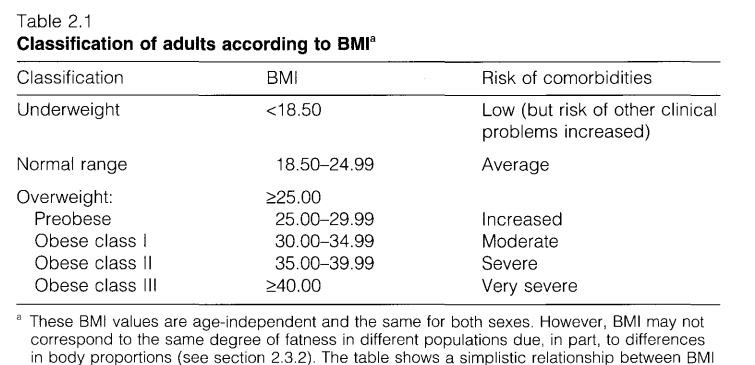 Table 2.1
Classification of adults according to BMIᵃ
Classification BMI Risk of comorbidities
Underweight <18.50 Low (but risk of other clinical
problems increased)
Normal range 18.50–24.99 Average
Overweight: ≥25.00
Preobese 25.00–29.99 Increased
Obese class I 30.00–34.99 Moderate
Obese class II 35.00–39.99 Severe
Obese class III ≥40.00 Very severe
ᵃ These BMI values are age-independent and the same for both sexes. However, BMI may not
correspond to the same degree of fatness in different populations due, in part, to differences
in body proportions (see section 2.3.2). The table shows a simplistic relationship between BMI